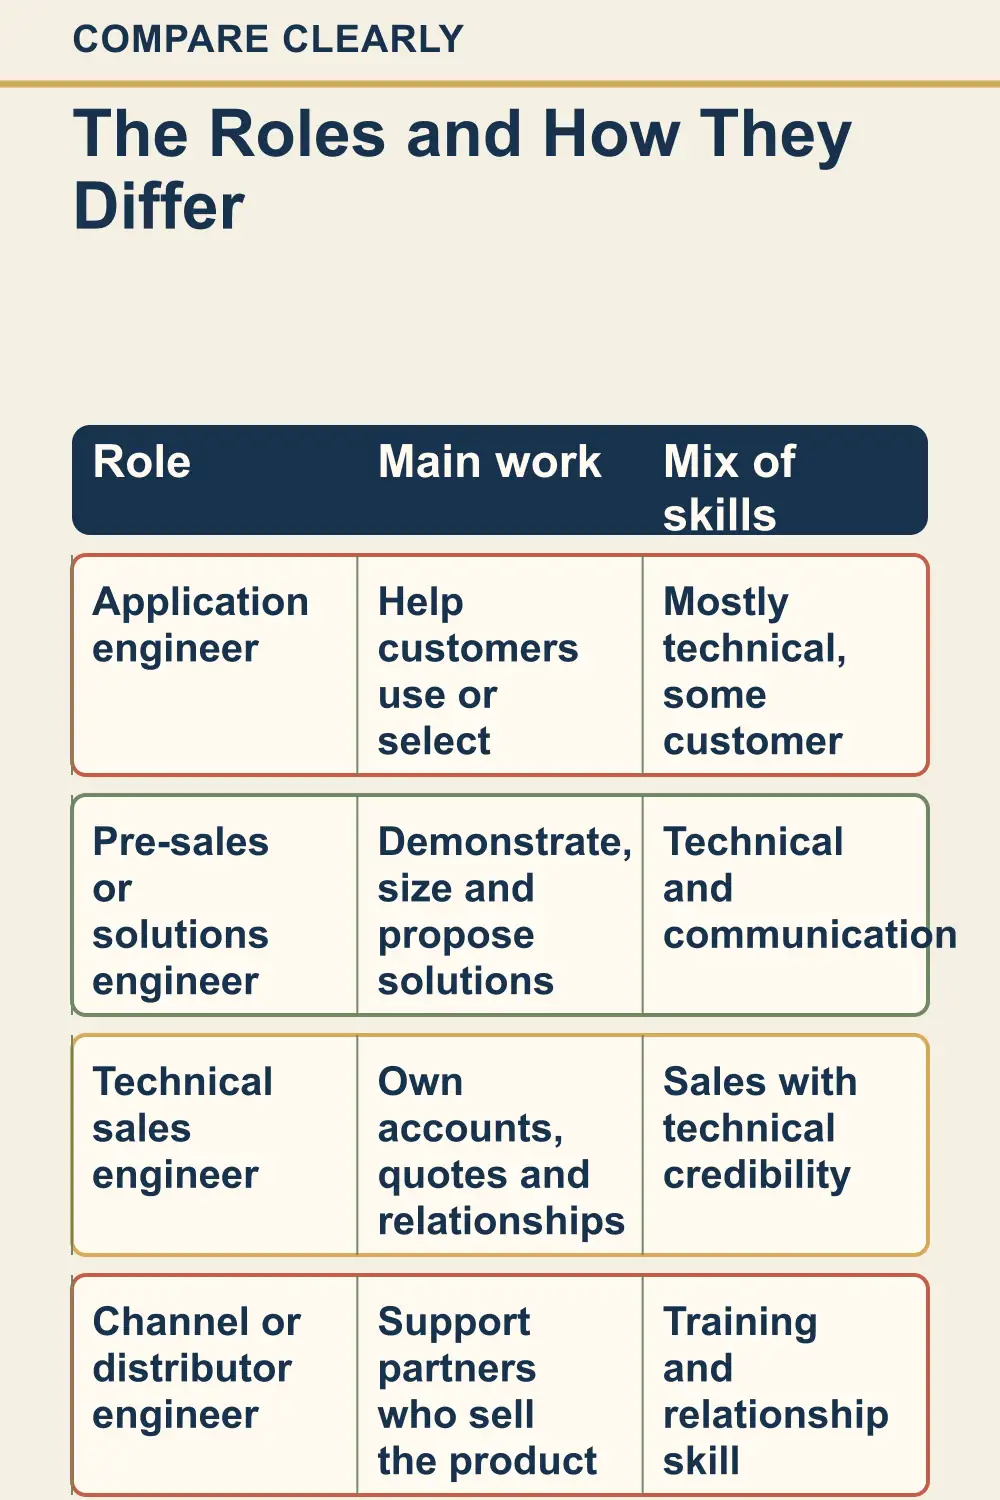 COMPARE CLEARLY
The Roles and How They
Differ
Role
Main work
Mix of
skills
Application
engineer
Help
customers
use or
select
Mostly
technical,
some
customer
Pre-sales
or
solutions
engineer
Demonstrate,
size and
propose
solutions
Technical
and
communication
Technical
sales
engineer
Own
accounts,
quotes and
relationships
Sales with
technical
credibility
Channel or
distributor
engineer
Support
partners
who sell
the product
Training
and
relationship
skill